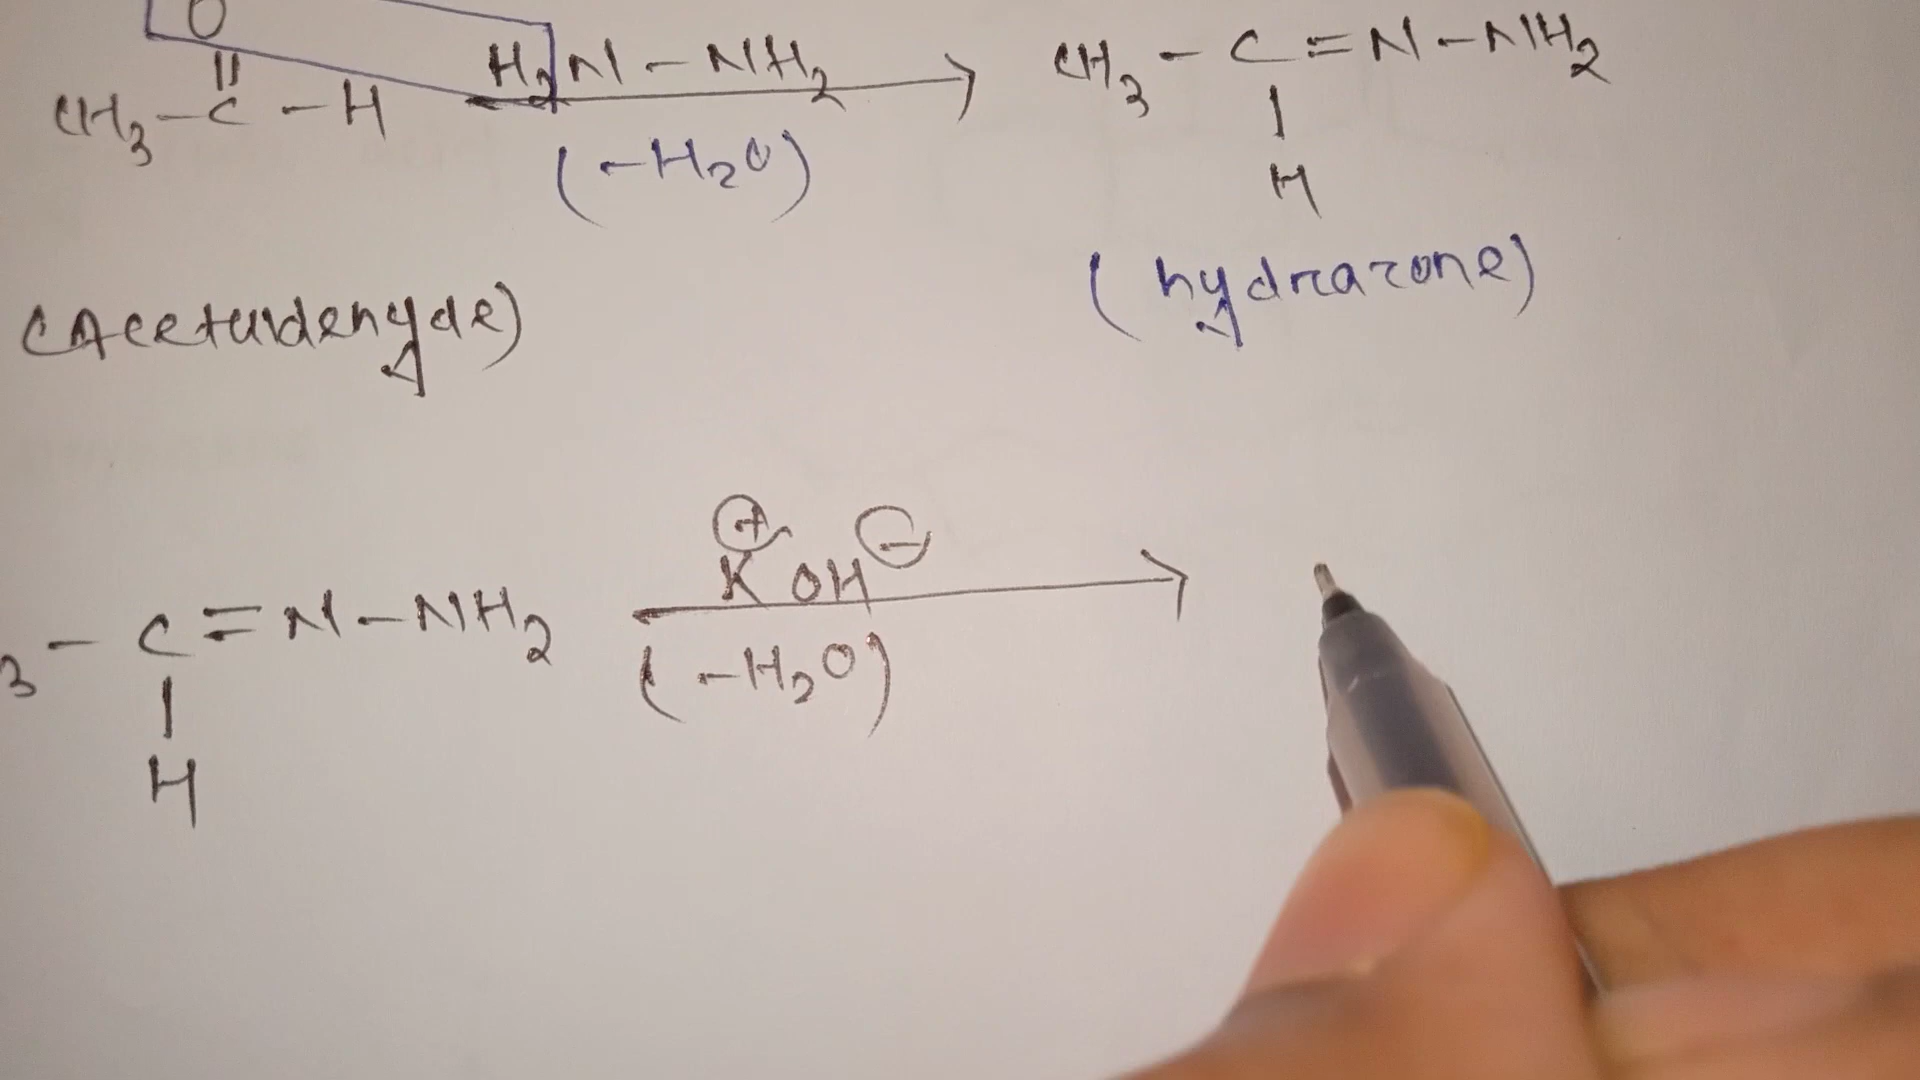 O
||
CH₃-C-H H₂N-NH₂ → CH₃-C=N-NH₂
(-H₂O) | H
(Acetaldehyde) (hydrazone)
⊕ ⊖
₃-C=N-NH₂ KOH →
| (-H₂O)
H